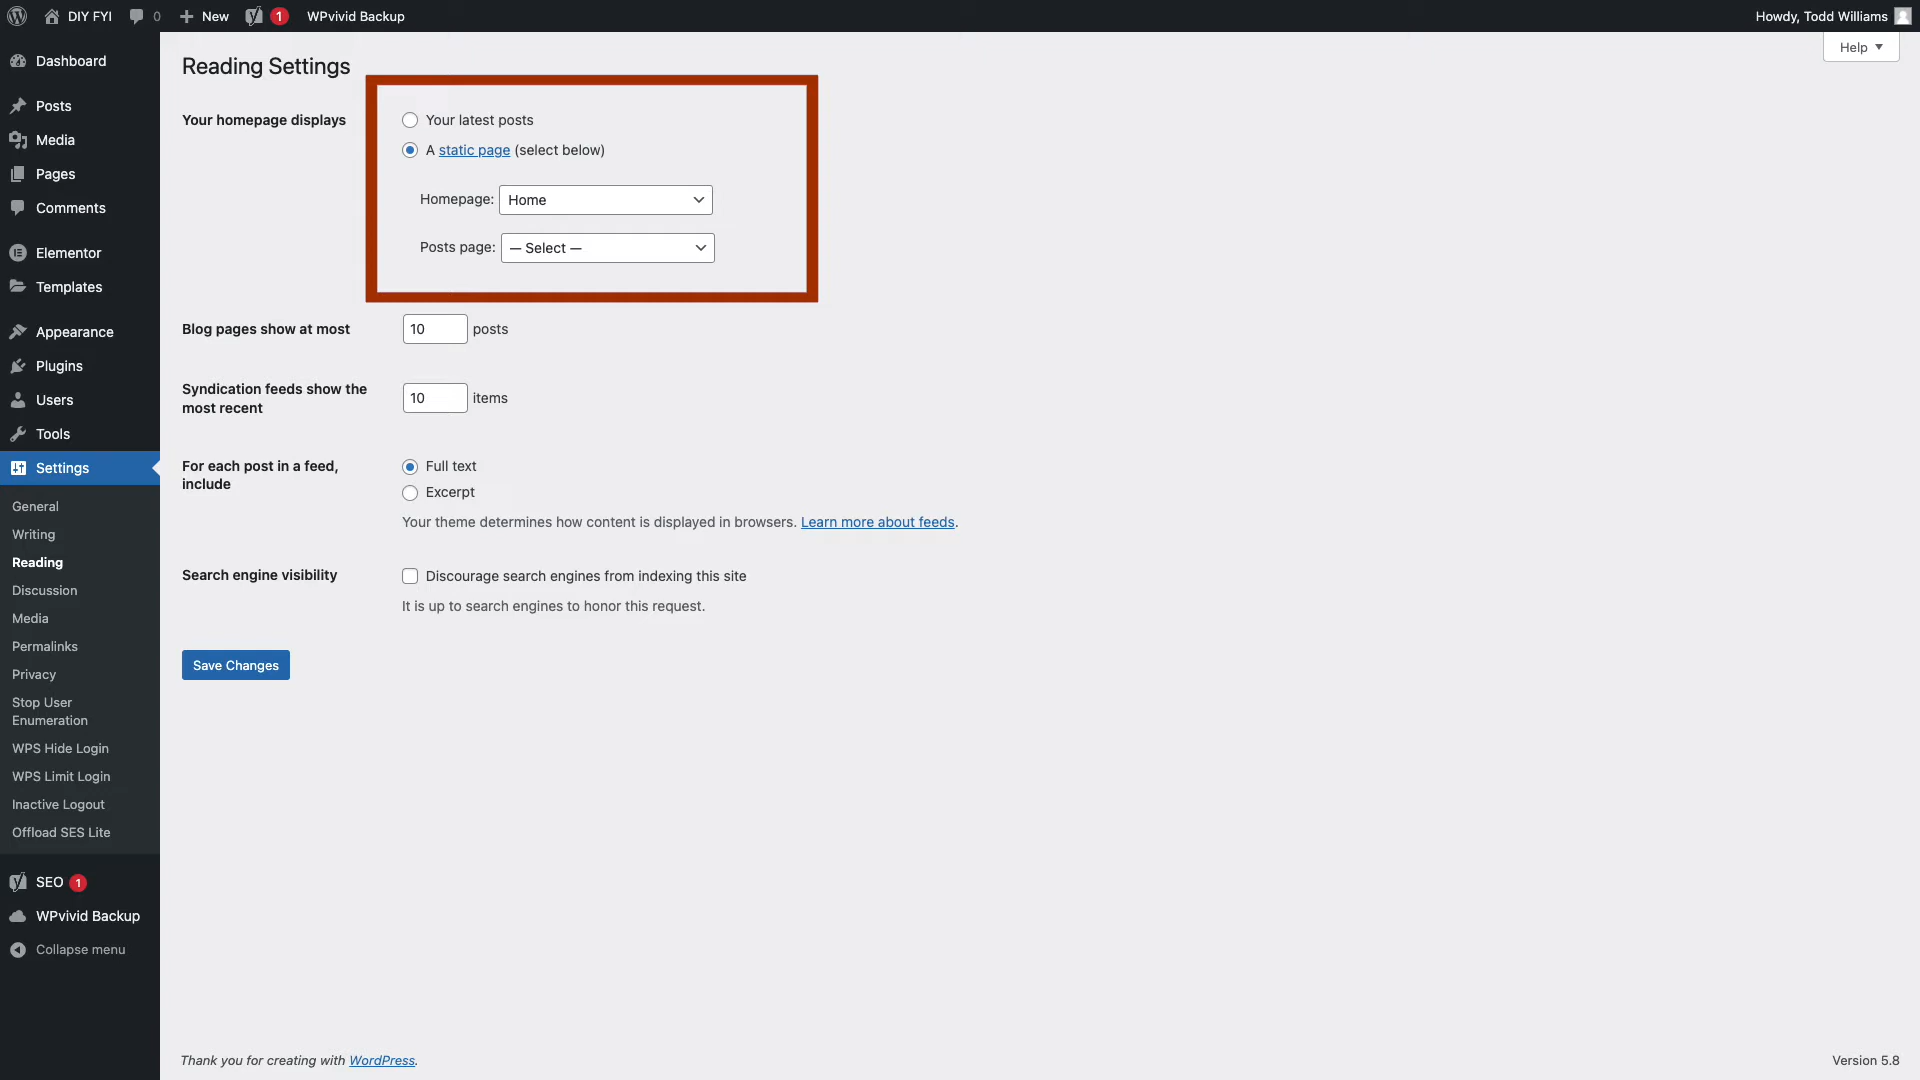 DIY FYI
0
New
1
WPvivid Backup
Howdy, Todd Williams
Help
Dashboard
Posts
Media
Pages
Comments
Elementor
Templates
Appearance
Plugins
Users
Tools
Settings
General
Writing
Reading
Discussion
Media
Permalinks
Privacy
Stop User
Enumeration
WPS Hide Login
WPS Limit Login
Inactive Logout
Offload SES Lite
SEO 1
WPvivid Backup
Collapse menu
Reading Settings
Your homepage displays
Your latest posts
A static page (select below)
Homepage: Home
Posts page: — Select —
Blog pages show at most
10 posts
Syndication feeds show the
most recent
10 items
For each post in a feed,
include
Full text
Excerpt
Your theme determines how content is displayed in browsers. Learn more about feeds.
Search engine visibility
Discourage search engines from indexing this site
It is up to search engines to honor this request.
Save Changes
Thank you for creating with WordPress.
Version 5.8